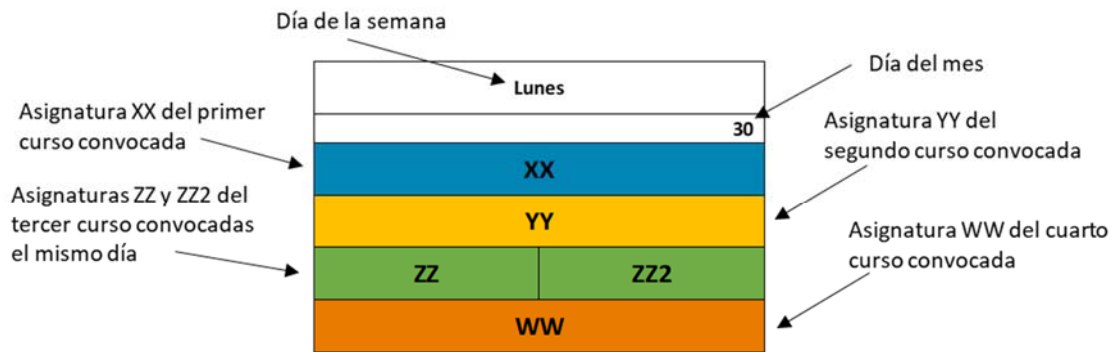 Día de la semana
Lunes
Día del mes
30
Asignatura XX del primer
curso convocada
XX
Asignatura YY del
segundo curso convocada
YY
Asignaturas ZZ y ZZ2 del
tercer curso convocadas
el mismo día
ZZ ZZ2
Asignatura WW del cuarto
curso convocada
WW